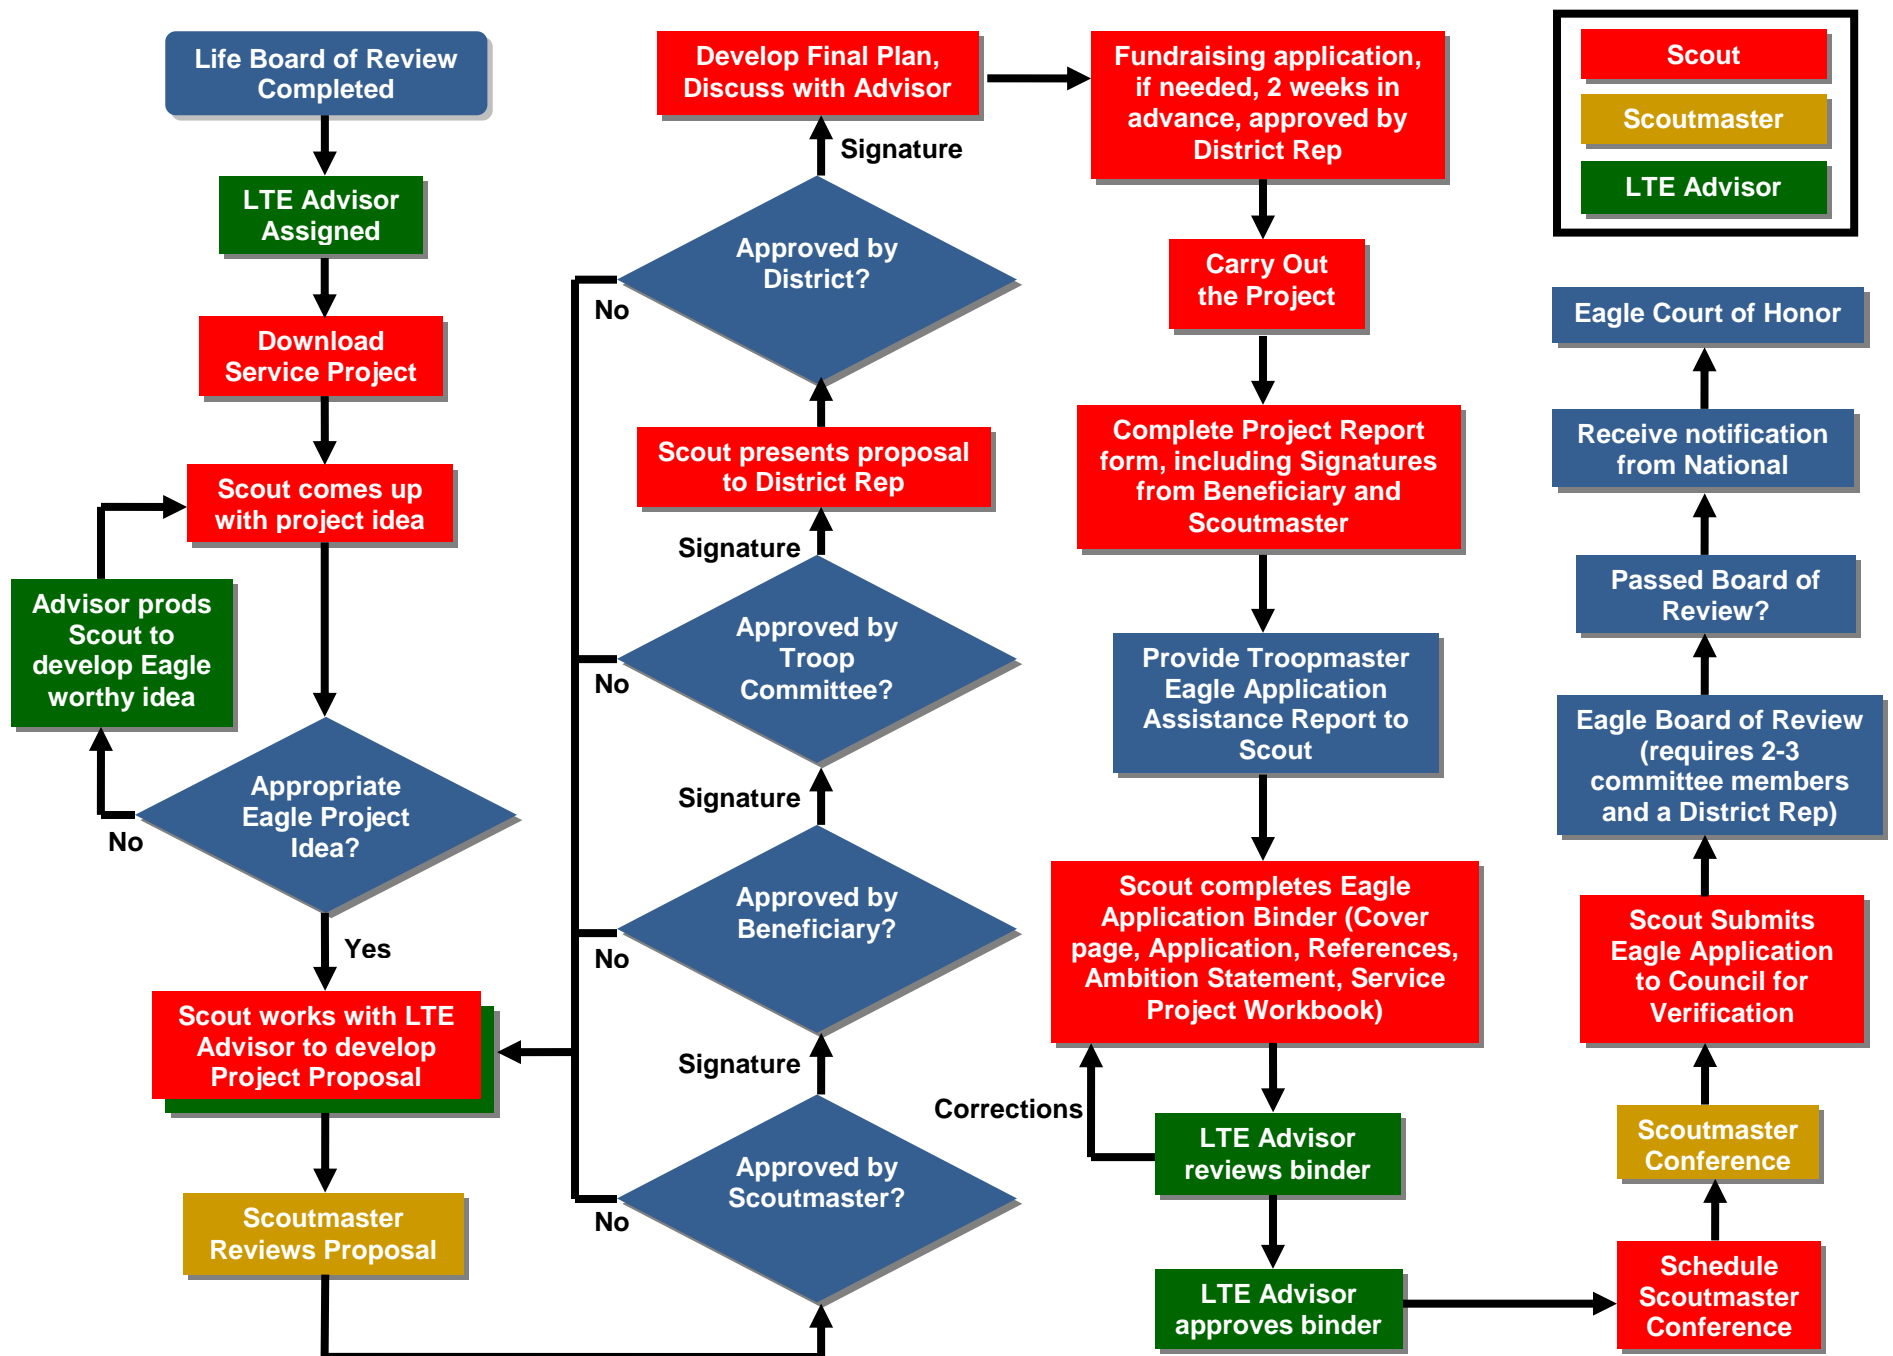 Life Board of Review
Completed
LTE Advisor
Assigned
Download
Service Project
Scout comes up
with project idea
Advisor prods
Scout to
develop Eagle
worthy idea
Appropriate
Eagle Project
Idea?
No
Yes
Scout works with LTE
Advisor to develop
Project Proposal
Scoutmaster
Reviews Proposal
Develop Final Plan,
Discuss with Advisor
Signature
Approved by
District?
No
Scout presents proposal
to District Rep
Signature
Approved by
Troop
Committee?
No
Signature
Approved by
Beneficiary?
No
Signature
Approved by
Scoutmaster?
No
Fundraising application,
if needed, 2 weeks in
advance, approved by
District Rep
Carry Out
the Project
Complete Project Report
form, including Signatures
from Beneficiary and
Scoutmaster
Provide Troopmaster
Eagle Application
Assistance Report to
Scout
Scout completes Eagle
Application Binder (Cover
page, Application, References,
Ambition Statement, Service
Project Workbook)
Corrections
LTE Advisor
reviews binder
LTE Advisor
approves binder
Scout
Scoutmaster
LTE Advisor
Eagle Court of Honor
Receive notification
from National
Passed Board of
Review?
Eagle Board of Review
(requires 2-3
committee members
and a District Rep)
Scout Submits
Eagle Application
to Council for
Verification
Scoutmaster
Conference
Schedule
Scoutmaster
Conference